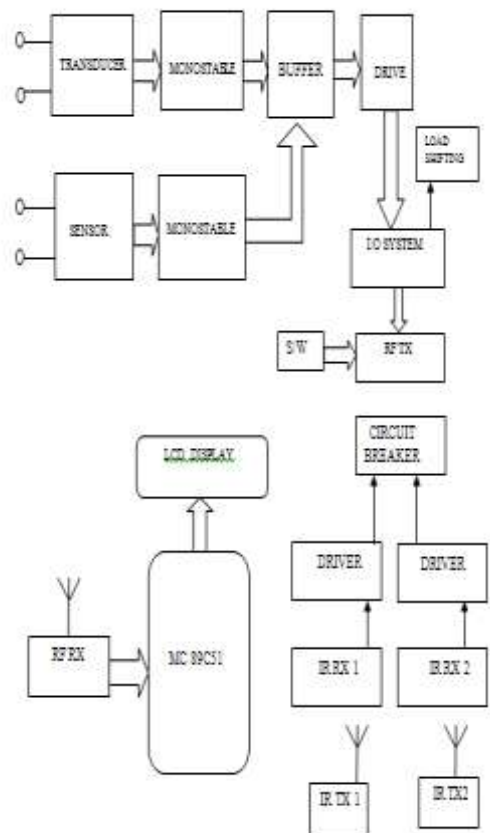 TRANSDUCER
MONOSTABLE
BUFFER
DRIVE
LOAD
SHIFTING
SENSOR
MONOSTABLE
I/O SYSTEM
S/W
RF TX
CIRCUIT
BREAKER
LCD DISPLAY
DRIVER
DRIVER
RF RX
MC 89C51
IR RX 1
IR RX 2
IR TX 1
IR TX2